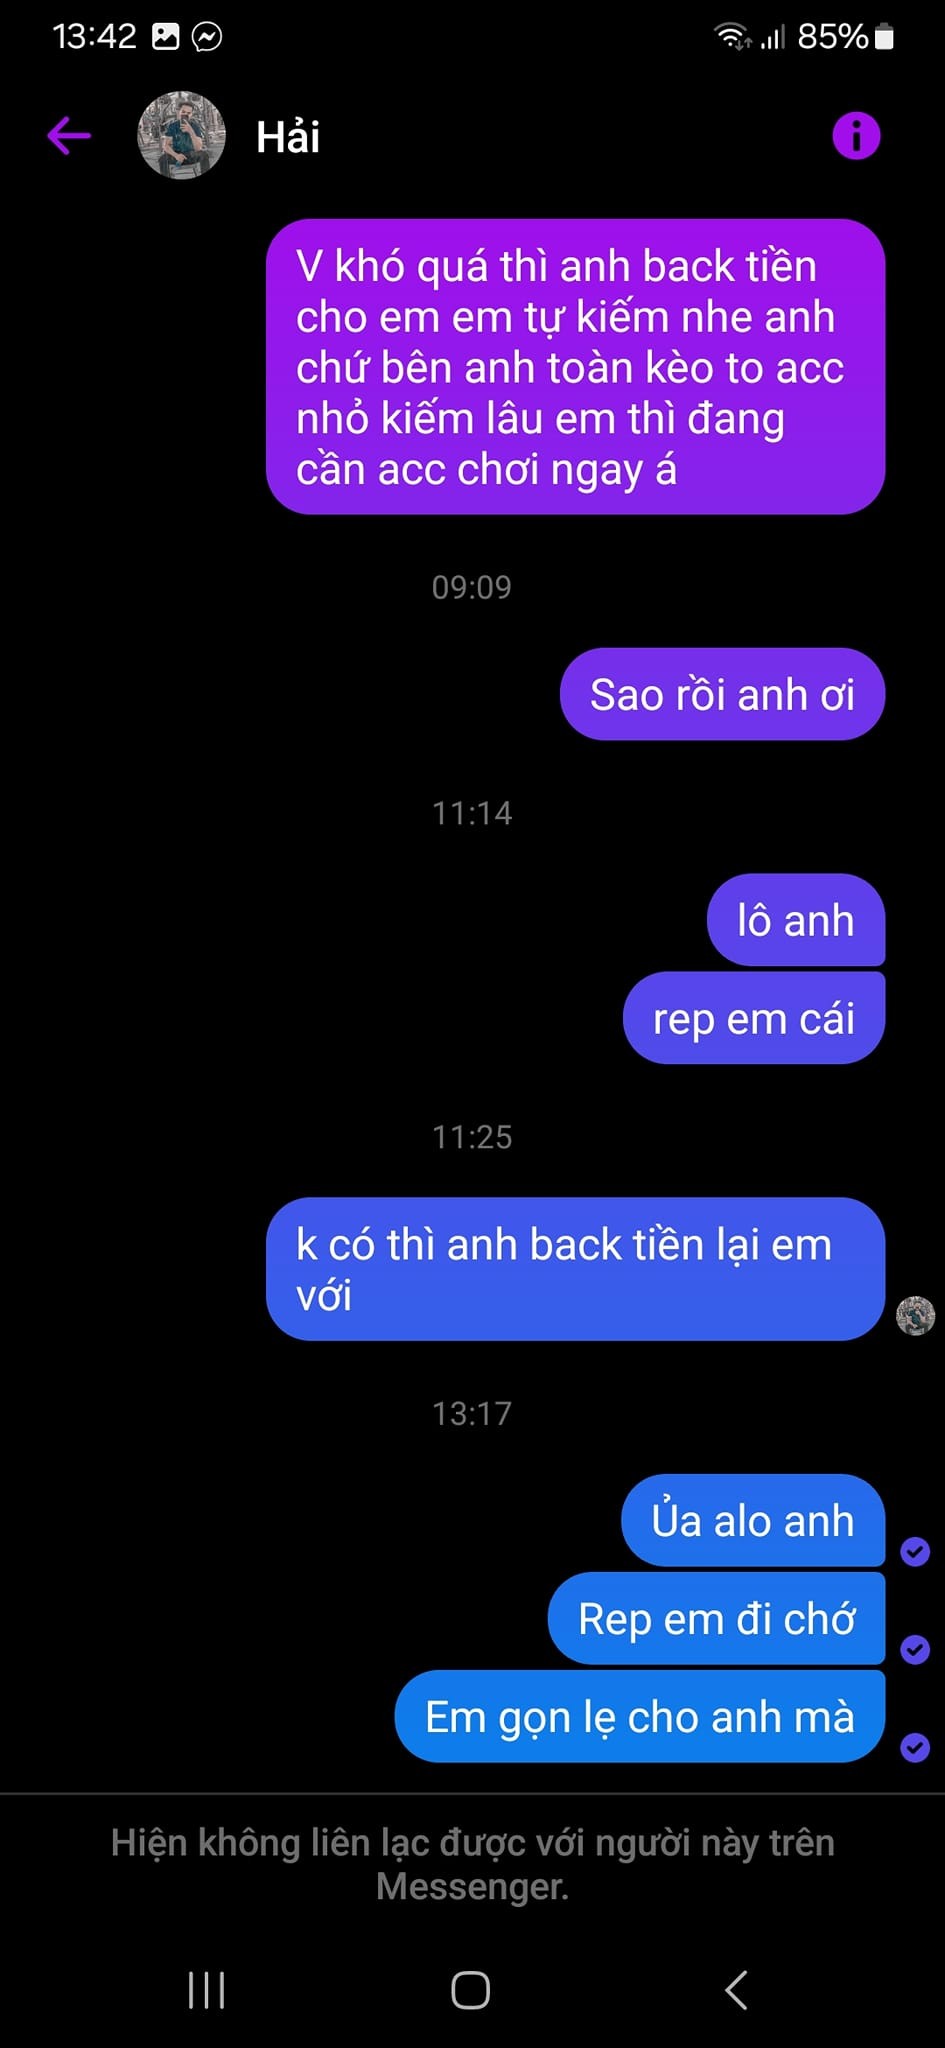 13:42
85%
Hải
V khó quá thì anh back tiền
cho em em tự kiếm nhe anh
chứ bên anh toàn kèo to acc
nhỏ kiếm lâu em thì đang
cần acc chơi ngay á
09:09
Sao rồi anh ơi
11:14
lô anh
rep em cái
11:25
k có thì anh back tiền lại em
với
13:17
Ủa alo anh
Rep em đi chớ
Em gọn lẹ cho anh mà
Hiện không liên lạc được với người này trên
Messenger.